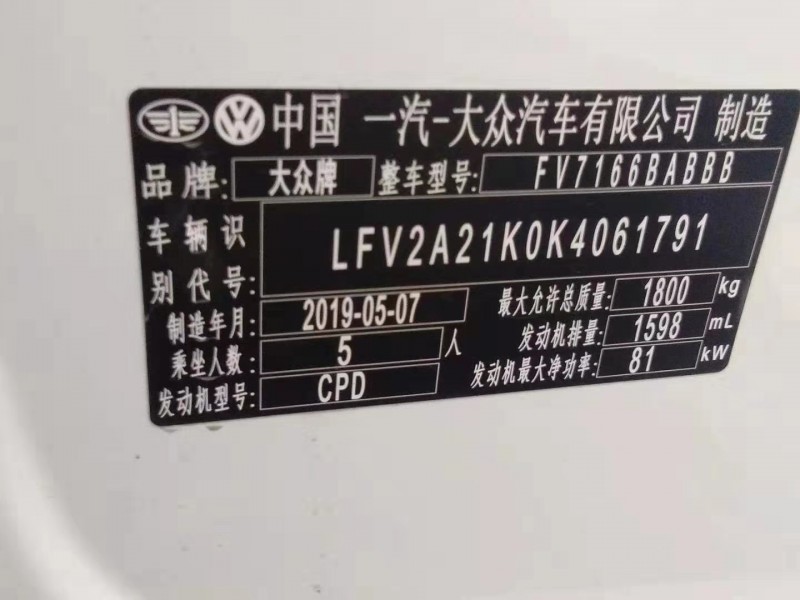 中国 一汽-大众汽车有限公司 制造
品牌: 大众牌 整车型号: FV7166BABBB
车辆识别代号: LFV2A21K0K4061791
制造年月: 2019-05-07 最大允许总质量: 1800 kg
乘坐人数: 5 人 发动机排量: 1598 mL
发动机型号: CPD 发动机最大净功率: 81 kW